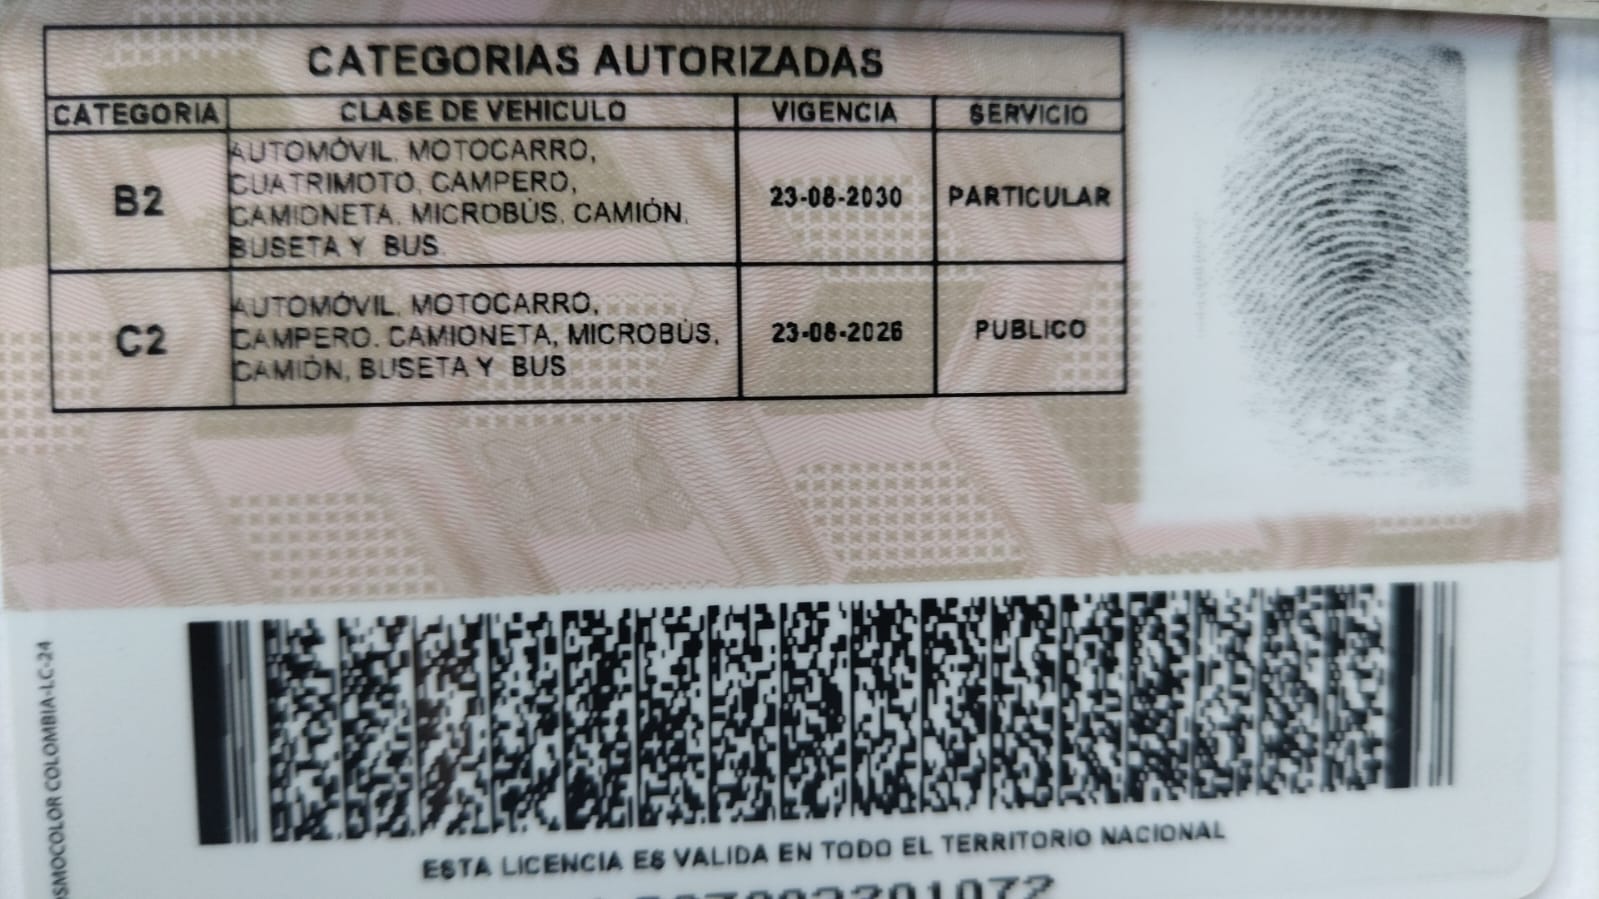 CATEGORIAS AUTORIZADAS
CATEGORIA CLASE DE VEHICULO VIGENCIA SERVICIO
AUTOMÓVIL, MOTOCARRO,
CUATRIMOTO, CAMPERO,
B2 23-08-2030 PARTICULAR
CAMIONETA, MICROBÚS, CAMIÓN,
BUSETA Y BUS.
AUTOMÓVIL, MOTOCARRO,
C2 CAMPERO, CAMIONETA, MICROBÚS, 23-08-2026 PUBLICO
CAMIÓN, BUSETA Y BUS
ESTA LICENCIA ES VALIDA EN TODO EL TERRITORIO NACIONAL
COLOMBIA-LC-24